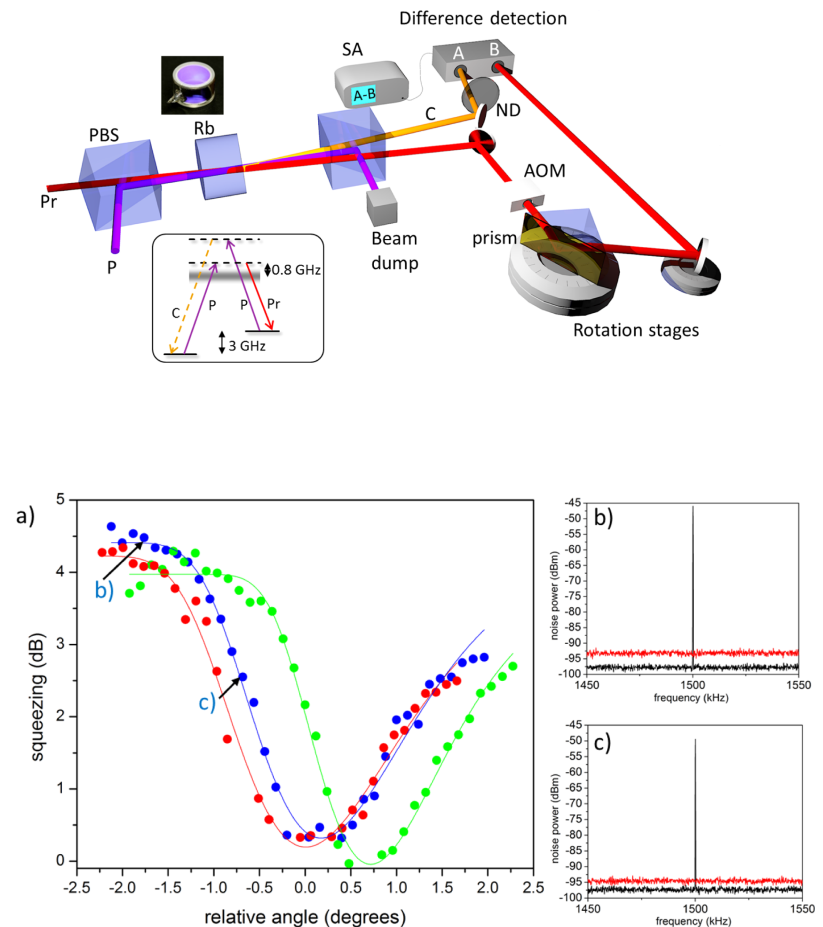 Difference detection
SA
A B
A-B
C
ND
PBS
Rb
AOM
Pr
prism
P
Beam
dump
Rotation stages
0.8 GHz
C P P Pr
3 GHz
a)
5
4
3
2
1
0
squeezing (dB)
b)
c)
-2.5 -2.0 -1.5 -1.0 -0.5 0.0 0.5 1.0 1.5 2.0 2.5
relative angle (degrees)
b)
-45
-50
-55
-60
-65
-70
-75
-80
-85
-90
-95
-100
noise power (dBm)
1450 1500 1550
frequency (kHz)
c)
-45
-50
-55
-60
-65
-70
-75
-80
-85
-90
-95
-100
noise power (dBm)
1450 1500 1550
frequency (kHz)